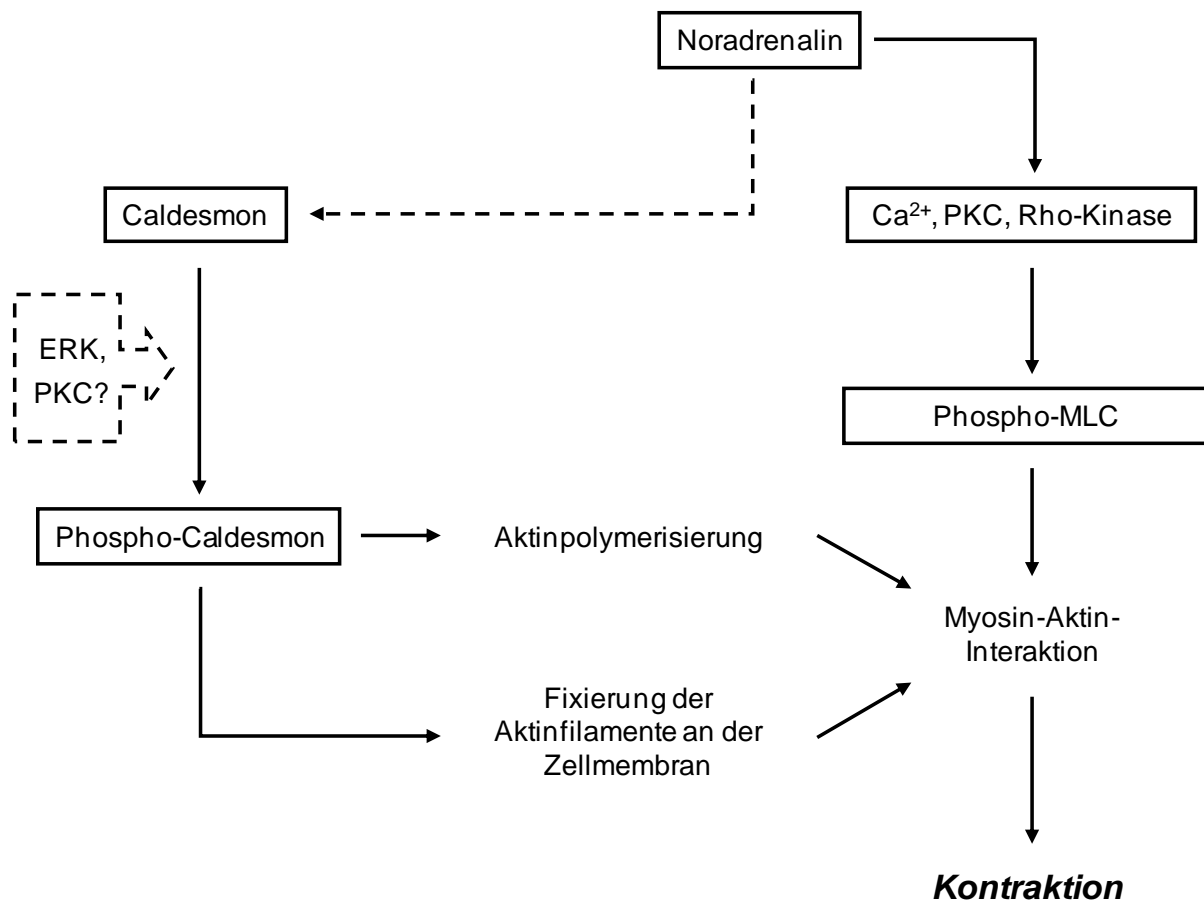 Noradrenalin
Caldesmon
Ca²⁺, PKC, Rho-Kinase
ERK,
PKC?
Phospho-MLC
Phospho-Caldesmon
Aktinpolymerisierung
Myosin-Aktin-
Interaktion
Fixierung der
Aktinfilamente an der
Zellmembran
Kontraktion